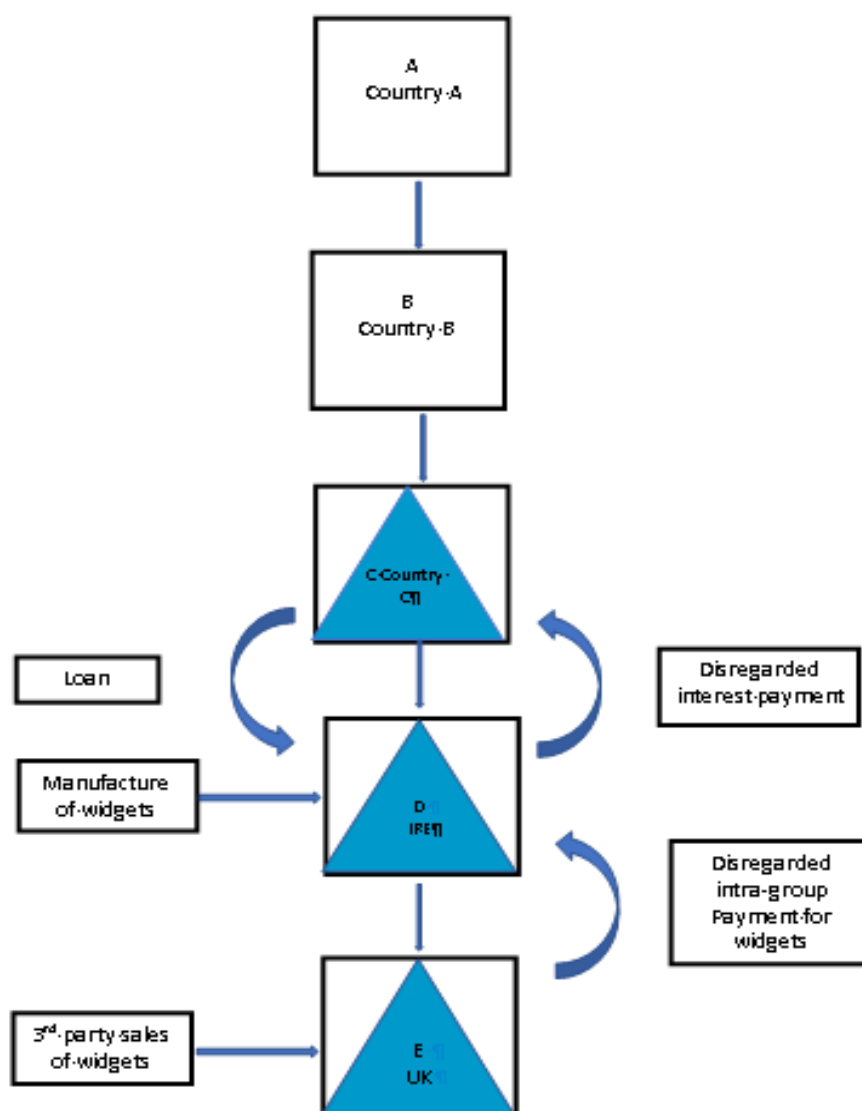 A
Country·A
B
Country·B
C·Country·
C¶
Loan
Disregarded
interest·payment
Manufacture
of·widgets
D·¶
IRE¶
Disregarded
intra-group
Payment·for
widgets
3rd·party·sales
of·widgets
E·¶
UK¶